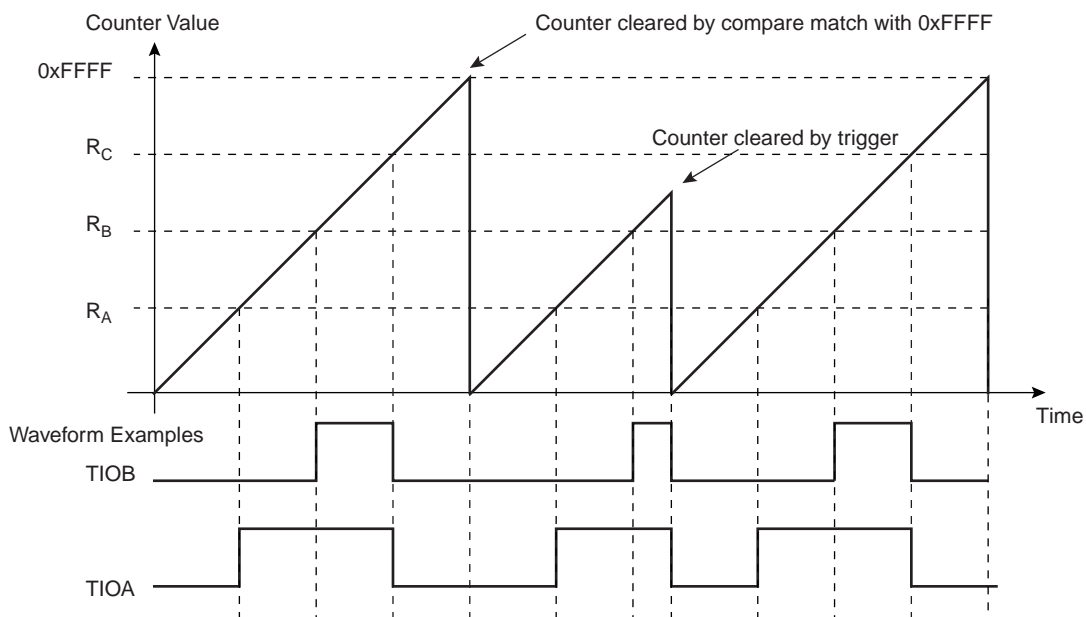 Counter Value
Counter cleared by compare match with 0xFFFF
0xFFFF
RC
Counter cleared by trigger
RB
RA
Time
Waveform Examples
TIOB
TIOA